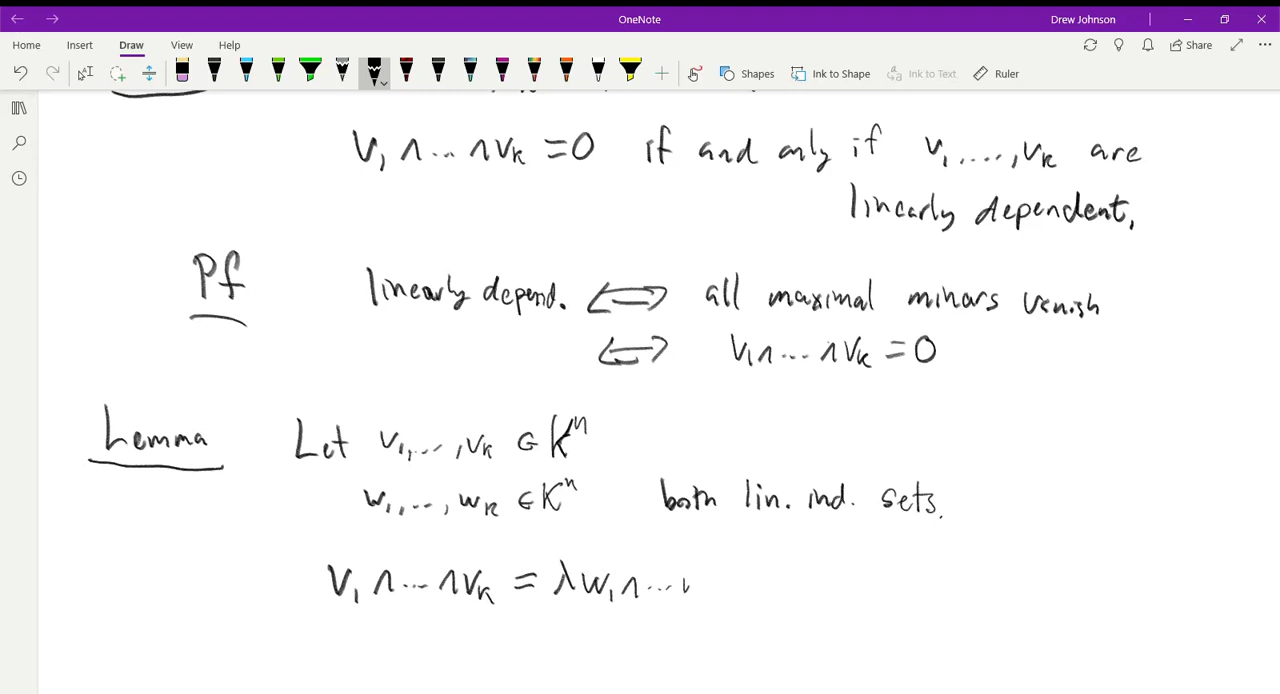 OneNote
Drew Johnson
Home Insert Draw View Help
Share
Shapes Ink to Shape Ink to Text Ruler
v₁ ∧ ... ∧ vₖ = 0 if and only if v₁, ..., vₖ are
linearly dependent.
Pf linearly depend. ⟺ all maximal minors vanish
⟺ v₁ ∧ ... ∧ vₖ = 0
Lemma Let v₁, ..., vₖ ∈ Kⁿ
w₁, ..., wₖ ∈ Kⁿ both lin. ind. sets.
v₁ ∧ ... ∧ vₖ = λ w₁ ∧ ...